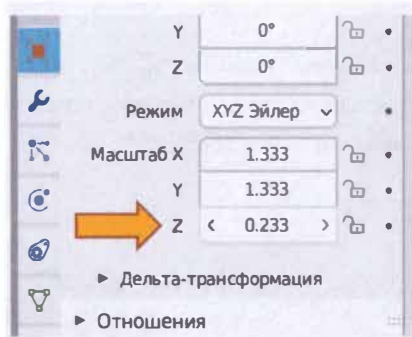 Y 0°
Z 0°
Режим XYZ Эйлер
Масштаб X 1.333
Y 1.333
Z 0.233
Дельта-трансформация
Отношения